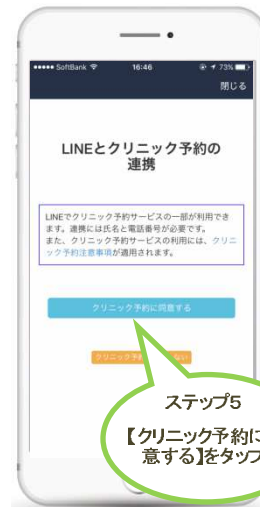 SoftBank 16:46 73%
閉じる
LINEとクリニック予約の
連携
LINEでクリニック予約サービスの一部が利用でき
ます。連携には氏名と電話番号が必要です。
また、クリニック予約サービスの利用には、クリニ
ック予約注意事項が適用されます。
クリニック予約に同意する
クリニック予 ない
ステップ5
【クリニック予約に
意する】をタップ